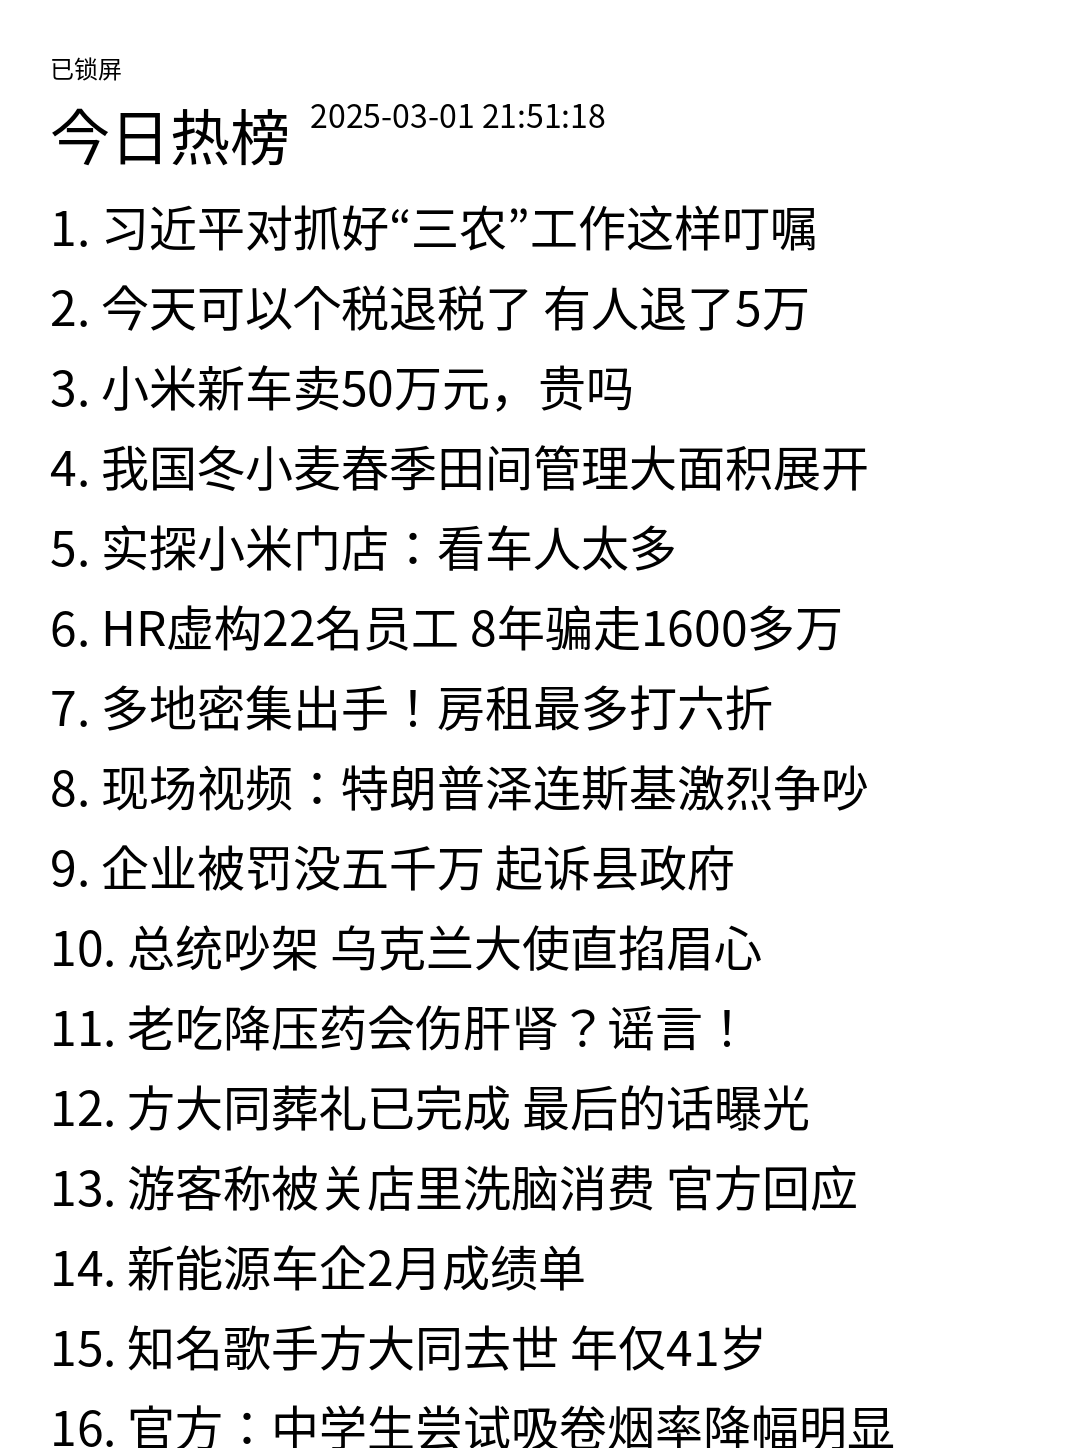 已锁屏
今日热榜 2025-03-01 21:51:18
1. 习近平对抓好“三农”工作这样叮嘱
2. 今天可以个税退税了 有人退了5万
3. 小米新车卖50万元，贵吗
4. 我国冬小麦春季田间管理大面积展开
5. 实探小米门店：看车人太多
6. HR虚构22名员工 8年骗走1600多万
7. 多地密集出手！房租最多打六折
8. 现场视频：特朗普泽连斯基激烈争吵
9. 企业被罚没五千万 起诉县政府
10. 总统吵架 乌克兰大使直掐眉心
11. 老吃降压药会伤肝肾？谣言！
12. 方大同葬礼已完成 最后的话曝光
13. 游客称被关店里洗脑消费 官方回应
14. 新能源车企2月成绩单
15. 知名歌手方大同去世 年仅41岁
16. 官方：中学生尝试吸卷烟率降幅明显